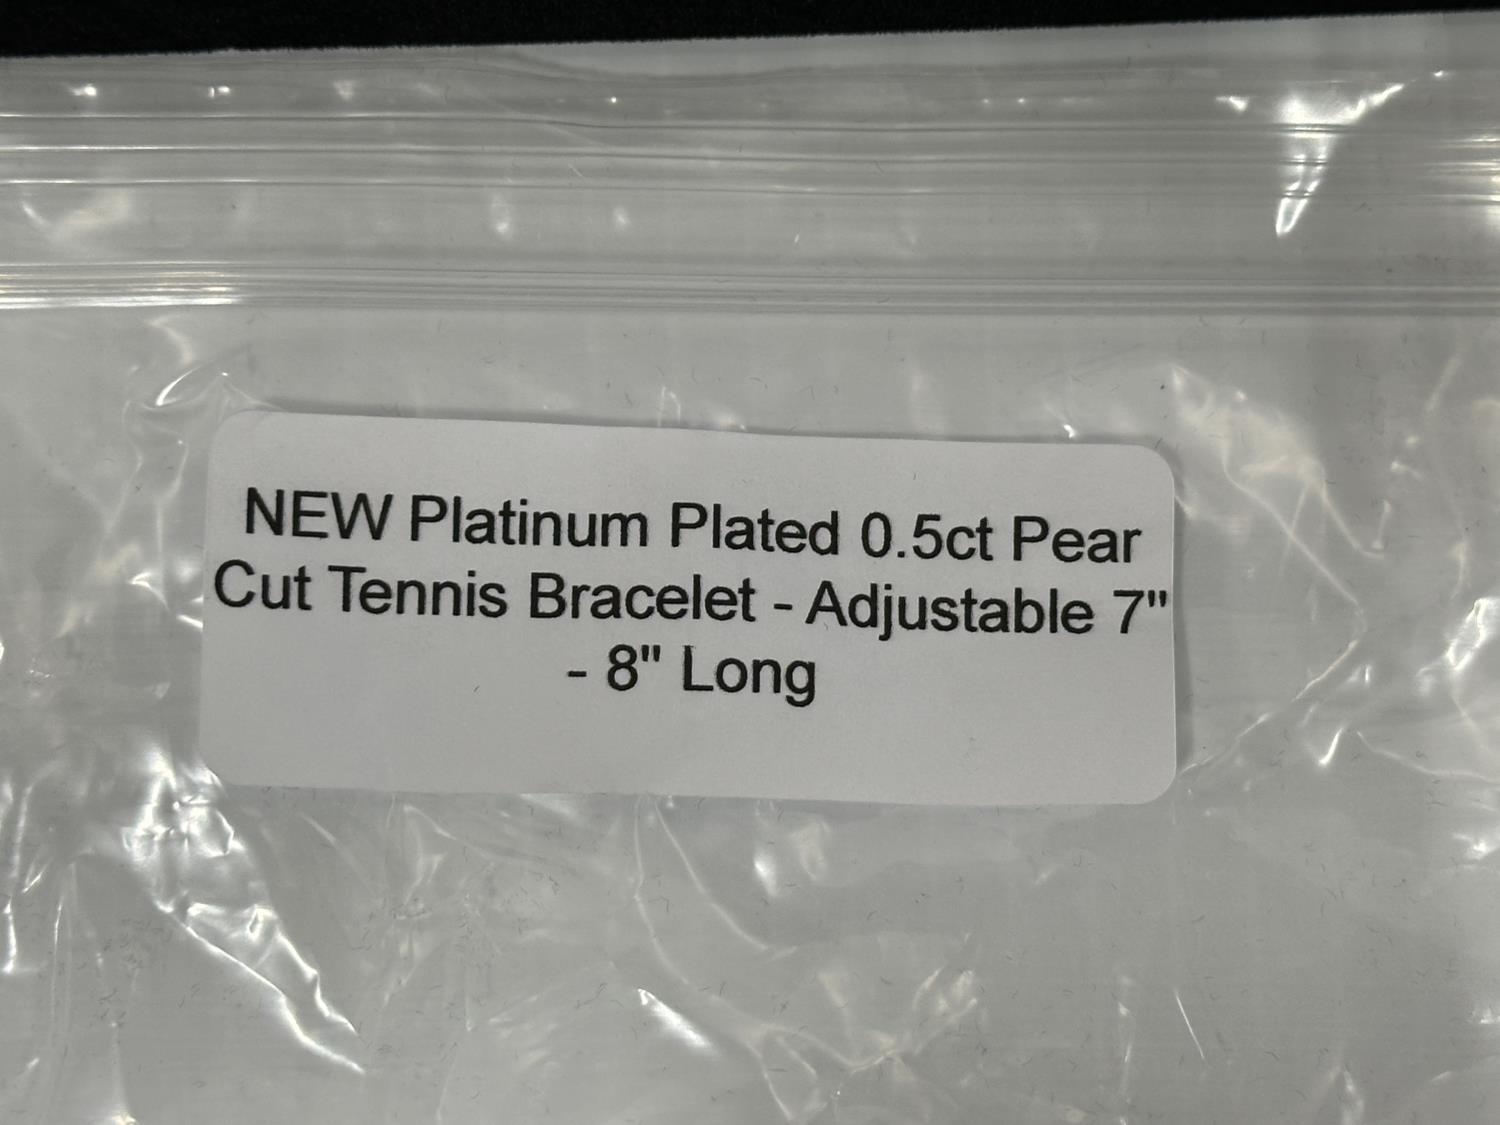 NEW Platinum Plated 0.5ct Pear
Cut Tennis Bracelet - Adjustable 7"
- 8" Long